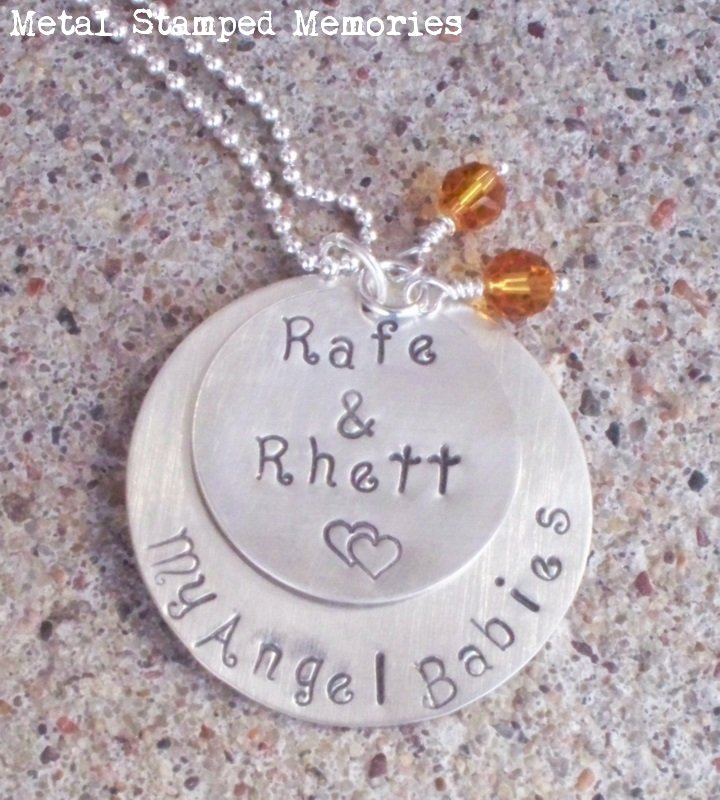 Metal Stamped Memories
Rafe
&
Rhett
My Angel Babies